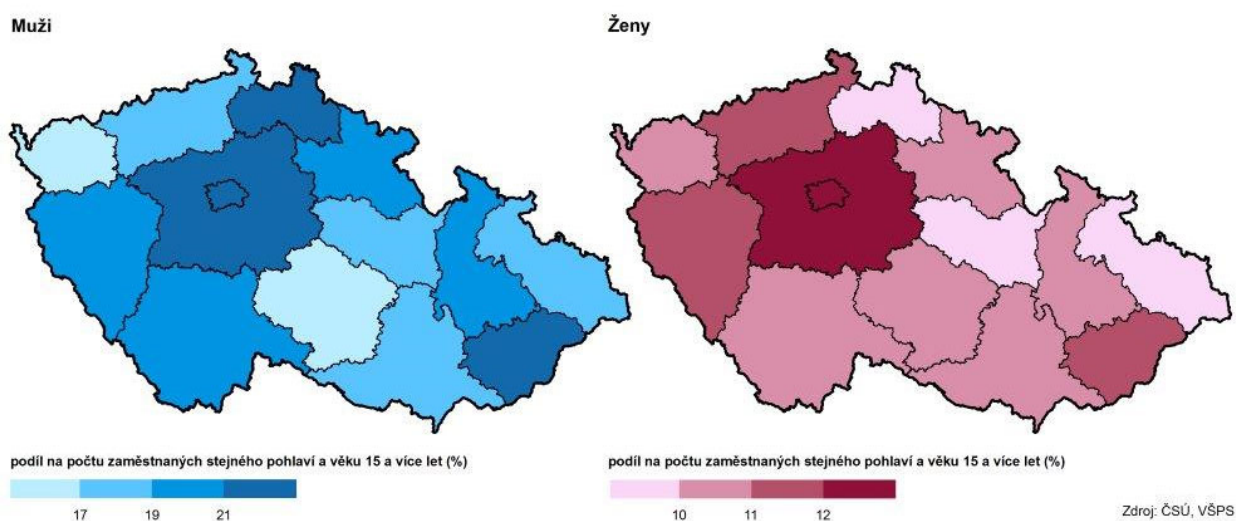 Muži
Ženy
podíl na počtu zaměstnaných stejného pohlaví a věku 15 a více let (%)
17 19 21
podíl na počtu zaměstnaných stejného pohlaví a věku 15 a více let (%)
10 11 12
Zdroj: ČSÚ, VŠPS